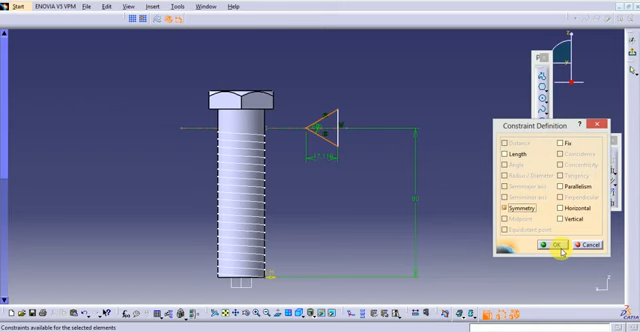 Start ENOVIA V5 VPM File Edit View Insert Tools Window Help
Constraint Definition ? X
Distance Fix
Length Coincidence
Angle Concentricity
Radius / Diameter Tangency
Semimajor axis Parallelism
Semiminor axis Perpendicular
Symmetry Horizontal
Midpoint Vertical
Equidistant point
OK Cancel
Constraints available for the selected elements